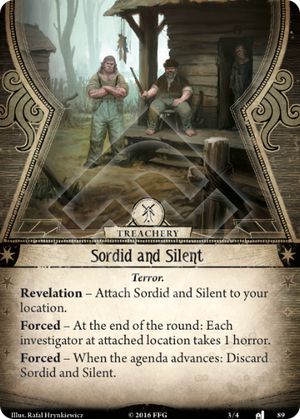 TREACHERY
Sordid and Silent
Terror.
Revelation – Attach Sordid and Silent to your
location.
Forced – At the end of the round: Each
investigator at attached location takes 1 horror.
Forced – When the agenda advances: Discard
Sordid and Silent.
Illus. Rafał Hrynkiewicz © 2016 FFG 3/4 89